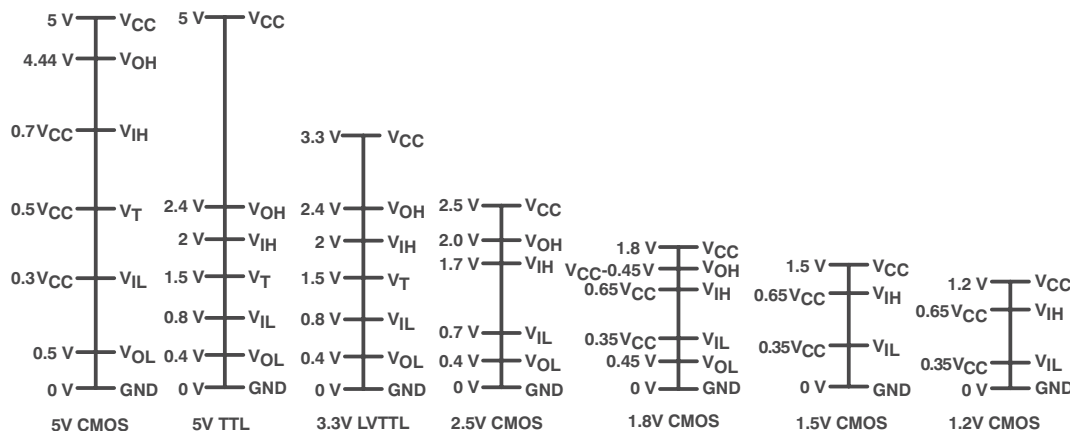 5 V VCC
4.44 V VOH
0.7VCC VIH
0.5VCC VT
0.3VCC VIL
0.5 V VOL
0 V GND
5V CMOS
5 V VCC
2.4 V VOH
2 V VIH
1.5 V VT
0.8 V VIL
0.4 V VOL
0 V GND
5V TTL
3.3 V VCC
2.4 V VOH
2 V VIH
1.5 V VT
0.8 V VIL
0.4 V VOL
0 V GND
3.3V LVTTL
2.5 V VCC
2.0 V VOH
1.7 V VIH
0.7 V VIL
0.4 V VOL
0 V GND
2.5V CMOS
1.8 V VCC
VCC-0.45V VOH
0.65VCC VIH
0.35VCC VIL
0.45 V VOL
0 V GND
1.8V CMOS
1.5 V VCC
0.65VCC VIH
0.35VCC VIL
0 V GND
1.5V CMOS
1.2 V VCC
0.65VCC VIH
0.35VCC VIL
0 V GND
1.2V CMOS